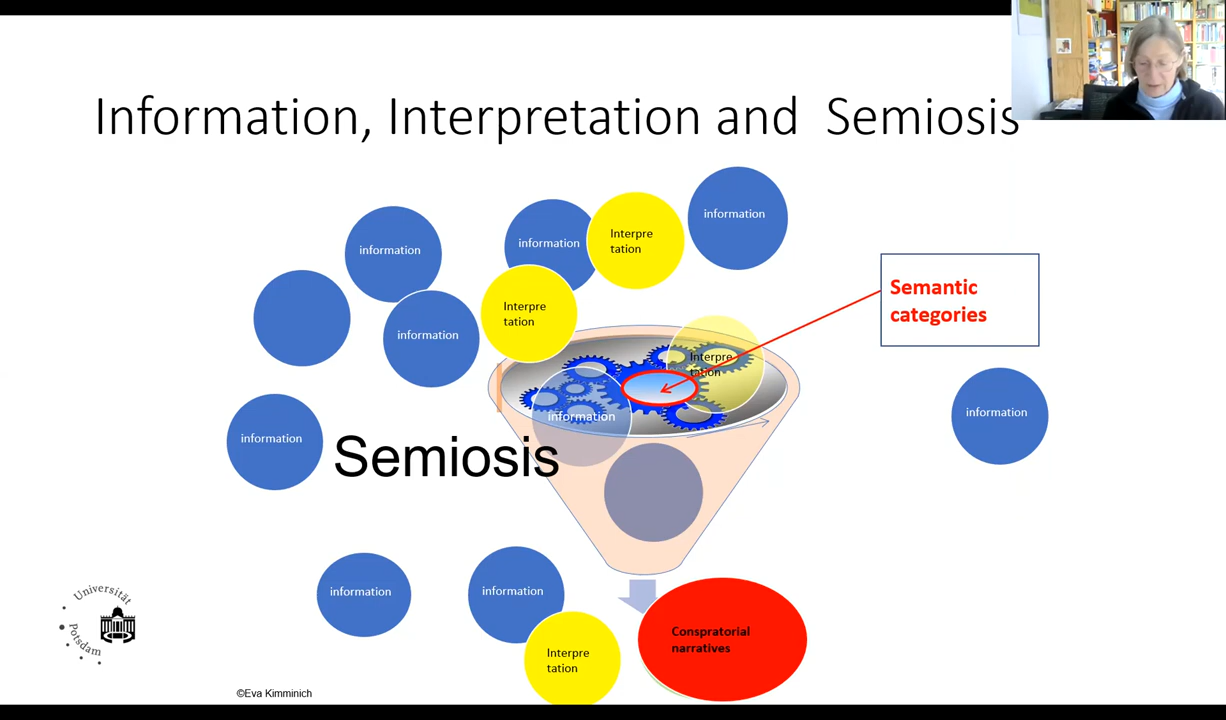 Information, Interpretation and Semiosis
information
Interpre
tation
information
information
Interpre
tation
information
Semantic
categories
Interpre
tation
information
information
information
Semiosis
information
information
Conspratorial
narratives
Interpre
tation
Universität
Potsdam
©Eva Kimminich